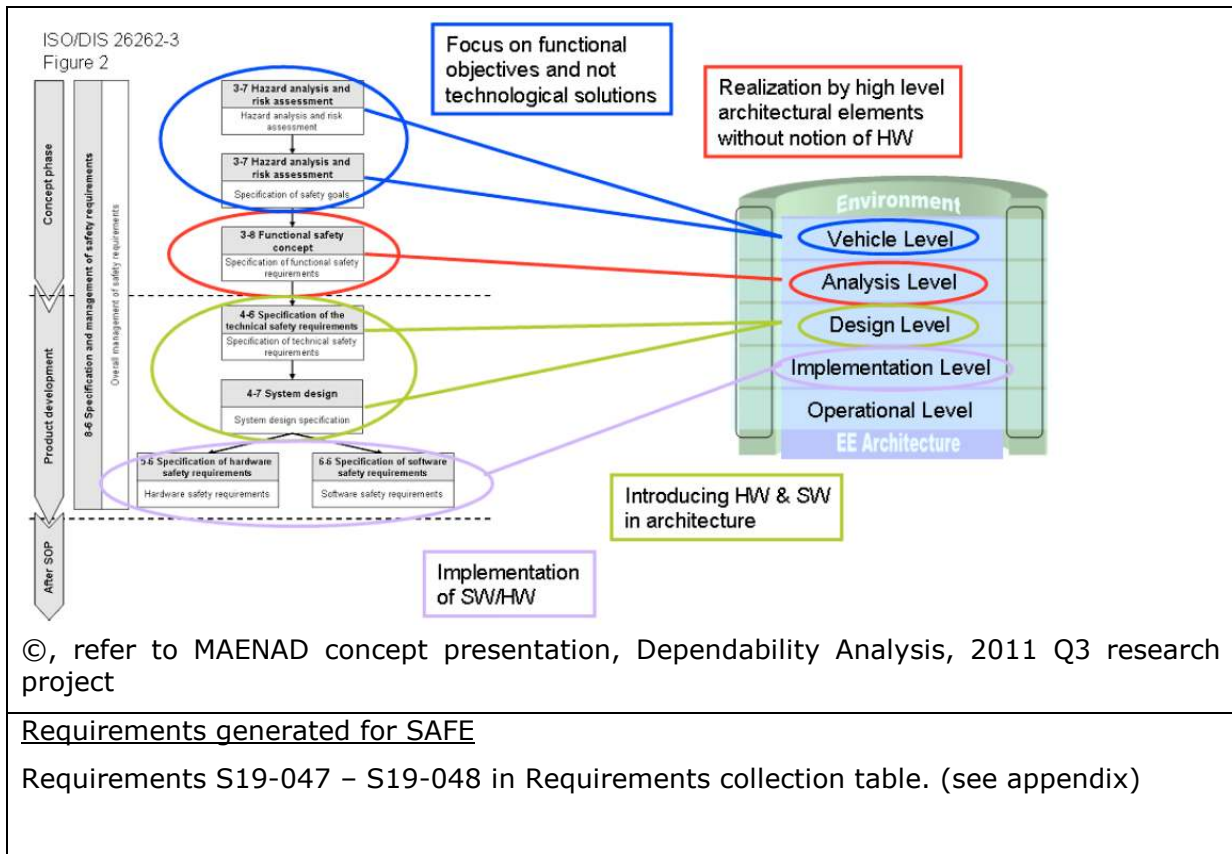 ISO/DIS 26262-3
Figure 2
Focus on functional
objectives and not
technological solutions
Realization by high level
architectural elements
without notion of HW
Concept phase
Product development
After SOP
8-6 Specification and management of safety requirements
Overall management of safety requirements
3-7 Hazard analysis and
risk assessment
Hazard analysis and risk
assessment
3-7 Hazard analysis and
risk assessment
Specification of safety goals
3-8 Functional safety
concept
Specification of functional safety
requirements
4-6 Specification of the
technical safety requirements
Specification of technical safety
requirements
4-7 System design
System design specification
5-6 Specification of hardware
safety requirements
Hardware safety requirements
6-6 Specification of software
safety requirements
Software safety requirements
Environment
Vehicle Level
Analysis Level
Design Level
Implementation Level
Operational Level
EE Architecture
Introducing HW & SW
in architecture
Implementation
of SW/HW
©, refer to MAENAD concept presentation, Dependability Analysis, 2011 Q3 research
project
Requirements generated for SAFE
Requirements S19-047 – S19-048 in Requirements collection table. (see appendix)